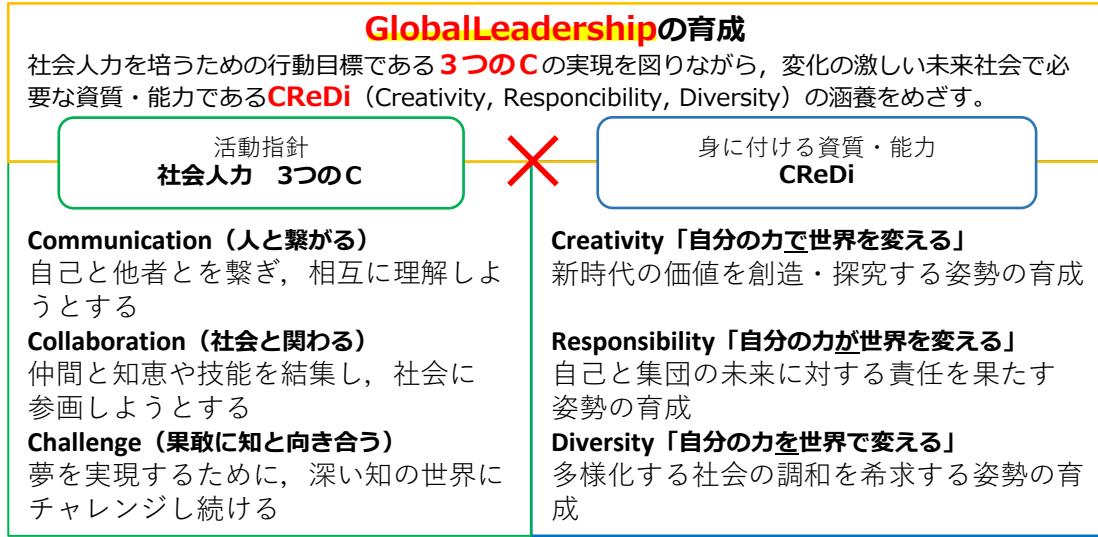 GlobalLeadershipの育成
社会人力を培うための行動目標である３つのＣの実現を図りながら，変化の激しい未来社会で必
要な資質・能力であるCReDi（Creativity, Responcibility, Diversity）の涵養をめざす。
活動指針
社会人力　3つのＣ
身に付ける資質・能力
CReDi
Communication（人と繋がる）
自己と他者とを繋ぎ，相互に理解しよ
うとする
Collaboration（社会と関わる）
仲間と知恵や技能を結集し，社会に
参画しようとする
Challenge（果敢に知と向き合う）
夢を実現するために，深い知の世界に
チャレンジし続ける
Creativity「自分の力で世界を変える」
新時代の価値を創造・探究する姿勢の育成
Responsibility「自分の力が世界を変える」
自己と集団の未来に対する責任を果たす
姿勢の育成
Diversity「自分の力を世界で変える」
多様化する社会の調和を希求する姿勢の育
成